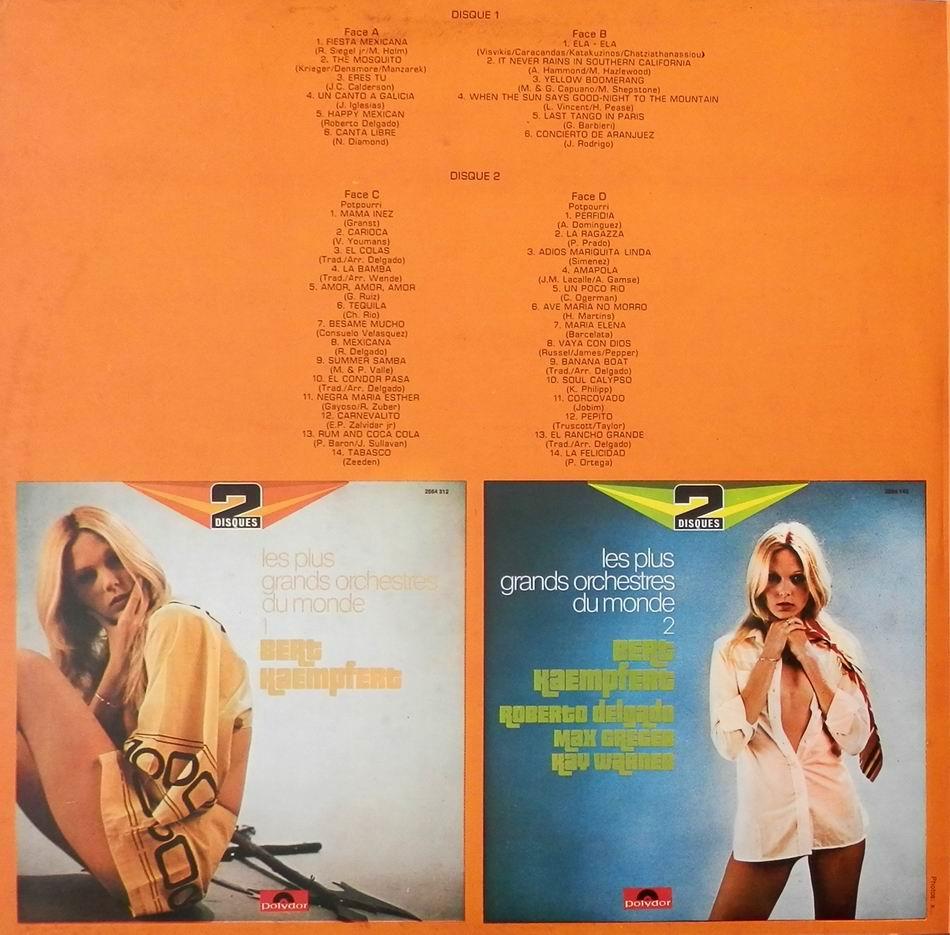 DISQUE 1
Face A
1. FIESTA MEXICANA
(R. Siegel jr/M. Holm)
2. THE MOSQUITO
(Krieger/Densmore/Manzarek)
3. ERES TU
(J.C. Calderson)
4. UN CANTO A GALICIA
(J. Iglesias)
5. HAPPY MEXICAN
(Roberto Delgado)
6. CANTA LIBRE
(N. Diamond)
Face B
1. ELA - ELA
(Visvikis/Caracandas/Katakuzinos/Chatziathanassiou)
2. IT NEVER RAINS IN SOUTHERN CALIFORNIA
(A. Hammond/M. Hazlewood)
3. YELLOW BOOMERANG
(M. & G. Capuano/M. Shepstone)
4. WHEN THE SUN SAYS GOOD-NIGHT TO THE MOUNTAIN
(L. Vincent/H. Pease)
5. LAST TANGO IN PARIS
(G. Barbieri)
6. CONCIERTO DE ARANJUEZ
(J. Rodrigo)
DISQUE 2
Face C
Potpourri
1. MAMA INEZ
(Granst)
2. CARIOCA
(V. Youmans)
3. EL COLAS
(Trad./Arr. Delgado)
4. LA BAMBA
(Trad./Arr. Wende)
5. AMOR, AMOR, AMOR
(G. Ruiz)
6. TEQUILA
(Ch. Rio)
7. BESAME MUCHO
(Consuelo Velasquez)
8. MEXICANA
(R. Delgado)
9. SUMMER SAMBA
(M. & P. Valle)
10. EL CONDOR PASA
(Trad./Arr. Delgado)
11. NEGRA MARIA ESTHER
(Gayoso/R. Zuber)
12. CARNEVALITO
(E.P. Zalvidar jr)
13. RUM AND COCA COLA
(P. Baron/J. Sullavan)
14. TABASCO
(Zeeden)
Face D
Potpourri
1. PERFIDIA
(A. Dominguez)
2. LA RAGAZZA
(P. Prado)
3. ADIOS MARIQUITA LINDA
(Simenez)
4. AMAPOLA
(J.M. Lacalle/A. Gamse)
5. UN POCO RIO
(C. Ogerman)
6. AVE MARIA NO MORRO
(H. Martins)
7. MARIA ELENA
(Barcelata)
8. VAYA CON DIOS
(Russel/James/Pepper)
9. BANANA BOAT
(Trad./Arr. Delgado)
10. SOUL CALYPSO
(K. Philipp)
11. CORCOVADO
(Jobim)
12. PEPITO
(Truscott/Taylor)
13. EL RANCHO GRANDE
(Trad./Arr. Delgado)
14. LA FELICIDAD
(P. Ortega)
2
DISQUES
2664 312
les plus
grands orchestres
du monde
1
BERT
KAEMPFERT
polydor
2
DISQUES
les plus
grands orchestres
du monde
2
BERT
KAEMPFERT
ROBERTO DELGADO
MAX GREGER
KAY WARNER
polydor
Photos: x.